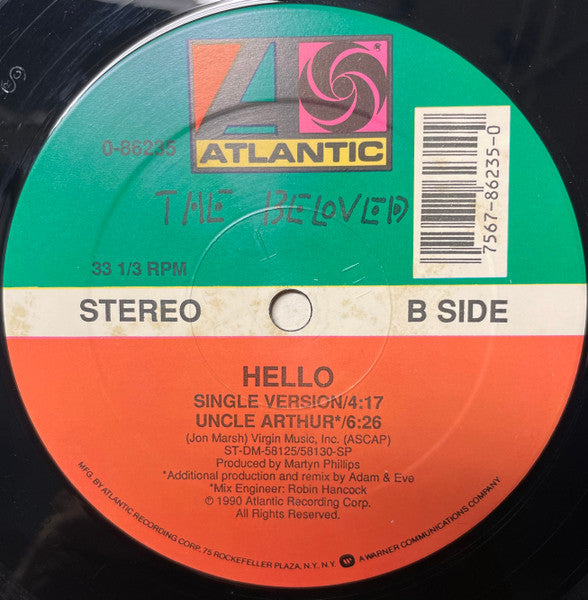 ATLANTIC
®
0-86235
THE BELOVED
7567-86235-0
33 1/3 RPM
STEREO
B SIDE
HELLO
SINGLE VERSION/4:17
UNCLE ARTHUR*/6:26
(Jon Marsh) Virgin Music, Inc. (ASCAP)
ST-DM-58125/58130-SP
Produced by Martyn Phillips
*Additional production and remix by Adam & Eve
*Mix Engineer: Robin Hancock
℗ 1990 Atlantic Recording Corp.
All Rights Reserved.
MFG. BY ATLANTIC RECORDING CORP., 75 ROCKEFELLER PLAZA, N.Y., N.Y. A WARNER COMMUNICATIONS COMPANY